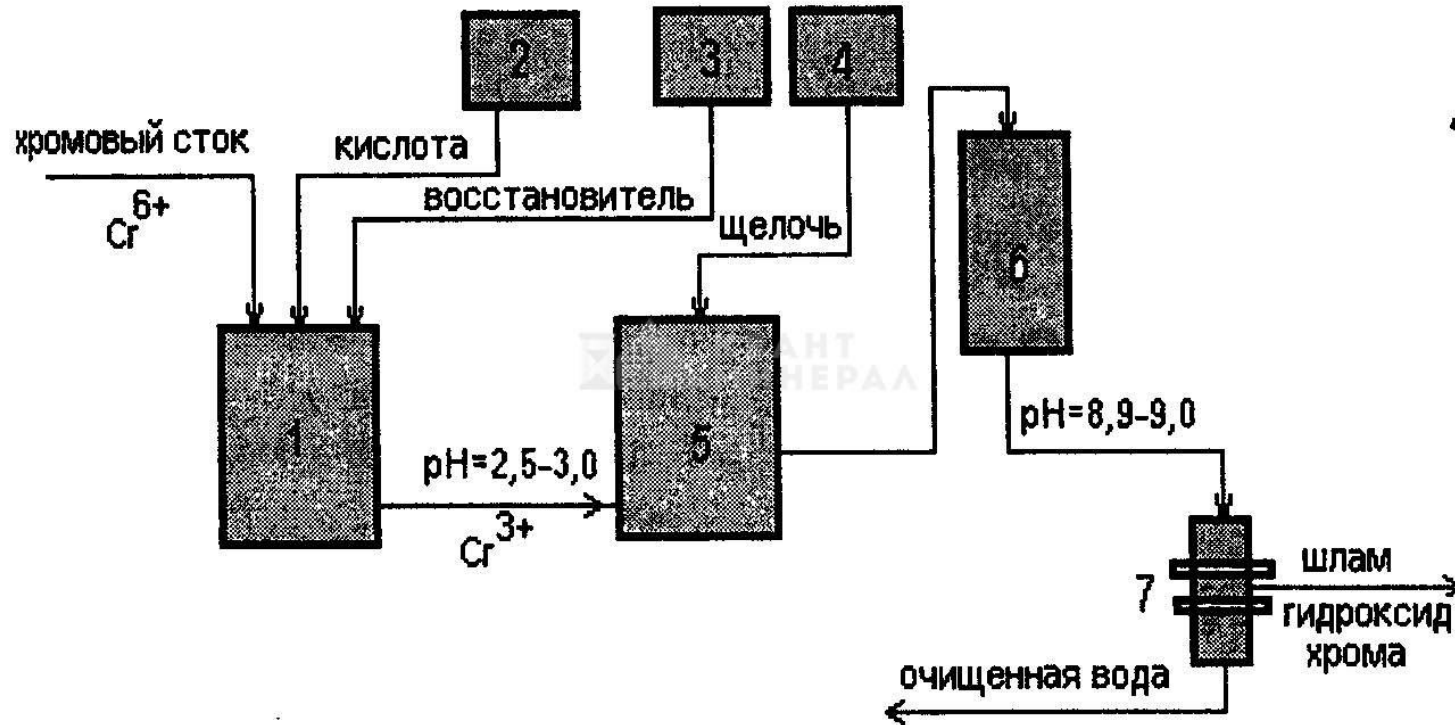 2
3
4
хромовый сток
кислота
Cr6+
восстановитель
щелочь
6
1
5
pH=2,5-3,0
Cr3+
pH=8,9-9,0
7
шлам
гидроксид
хрома
очищенная вода